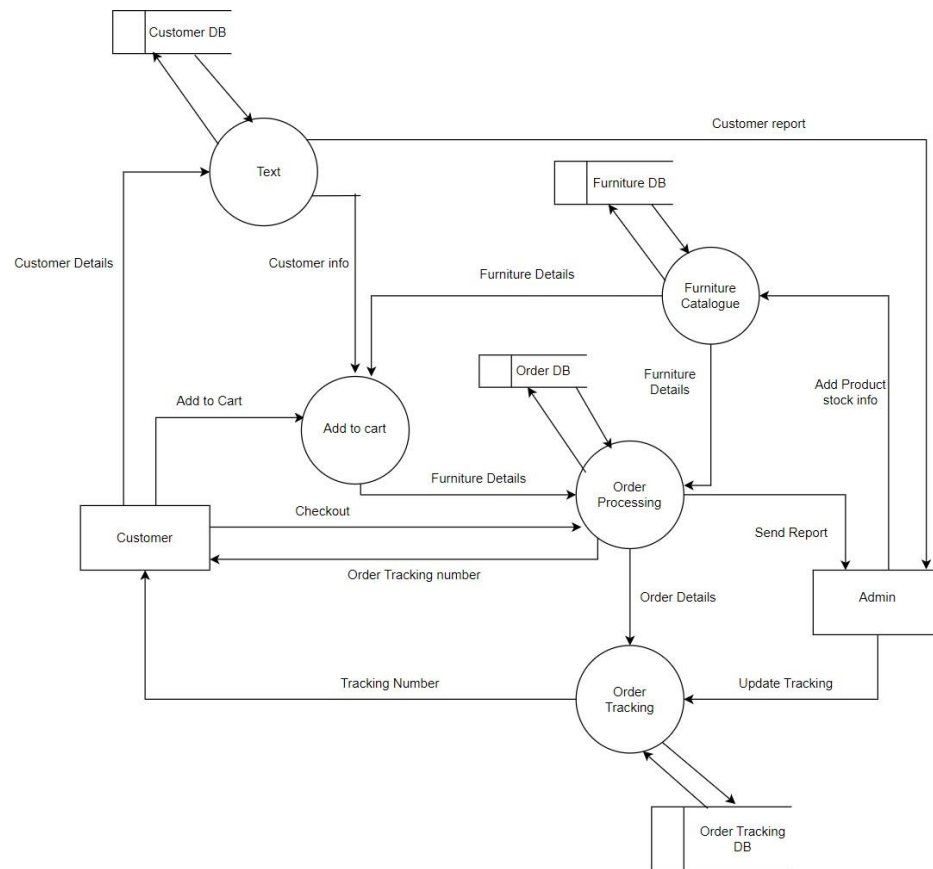 Customer DB
Customer report
Text
Furniture DB
Customer Details
Customer info
Furniture Details
Furniture
Catalogue
Order DB
Furniture
Details
Add Product
stock info
Add to Cart
Add to cart
Furniture Details
Order
Processing
Checkout
Customer
Send Report
Order Tracking number
Order Details
Admin
Tracking Number
Order
Tracking
Update Tracking
Order Tracking
DB